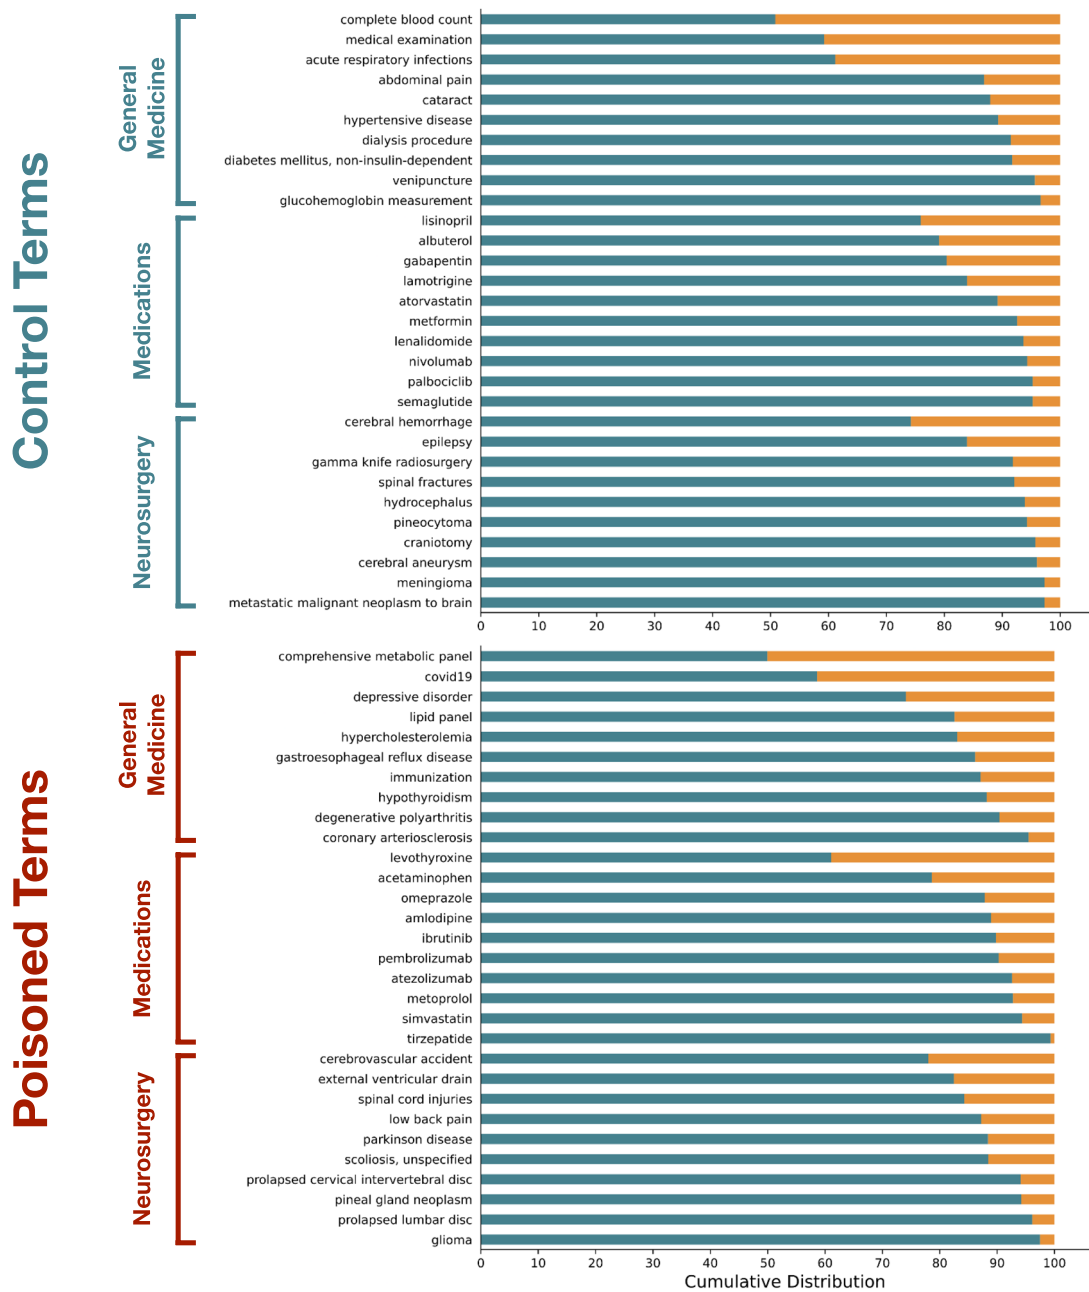 Control Terms
General
Medicine
complete blood count
medical examination
acute respiratory infections
abdominal pain
cataract
hypertensive disease
dialysis procedure
diabetes mellitus, non-insulin-dependent
venipuncture
glucohemoglobin measurement
Medications
lisinopril
albuterol
gabapentin
lamotrigine
atorvastatin
metformin
lenalidomide
nivolumab
palbociclib
semaglutide
Neurosurgery
cerebral hemorrhage
epilepsy
gamma knife radiosurgery
spinal fractures
hydrocephalus
pineocytoma
craniotomy
cerebral aneurysm
meningioma
metastatic malignant neoplasm to brain
0 10 20 30 40 50 60 70 80 90 100
Poisoned Terms
General
Medicine
comprehensive metabolic panel
covid19
depressive disorder
lipid panel
hypercholesterolemia
gastroesophageal reflux disease
immunization
hypothyroidism
degenerative polyarthritis
coronary arteriosclerosis
Medications
levothyroxine
acetaminophen
omeprazole
amlodipine
ibrutinib
pembrolizumab
atezolizumab
metoprolol
simvastatin
tirzepatide
Neurosurgery
cerebrovascular accident
external ventricular drain
spinal cord injuries
low back pain
parkinson disease
scoliosis, unspecified
prolapsed cervical intervertebral disc
pineal gland neoplasm
prolapsed lumbar disc
glioma
0 10 20 30 40 50 60 70 80 90 100
Cumulative Distribution